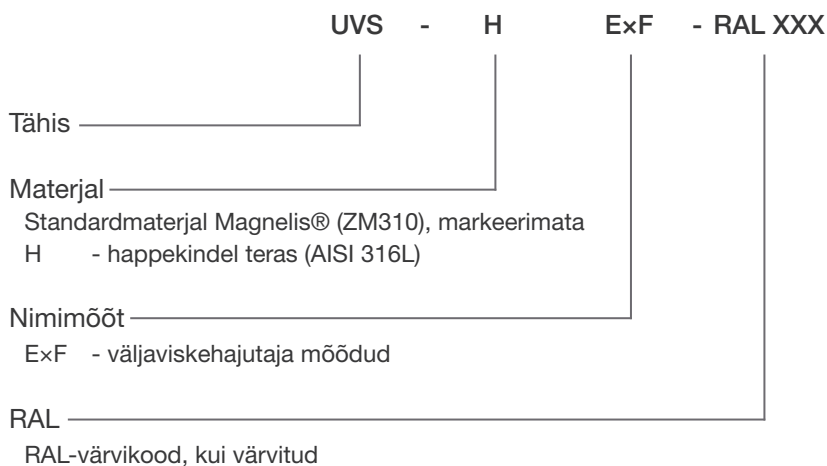 UVS - H E×F - RAL XXX
Tähis
Materjal
Standardmaterjal Magnelis® (ZM310), markeerimata
H - happekindel teras (AISI 316L)
Nimimõõt
E×F - väljaviskehajutaja mõõdud
RAL
RAL-värvikood, kui värvitud